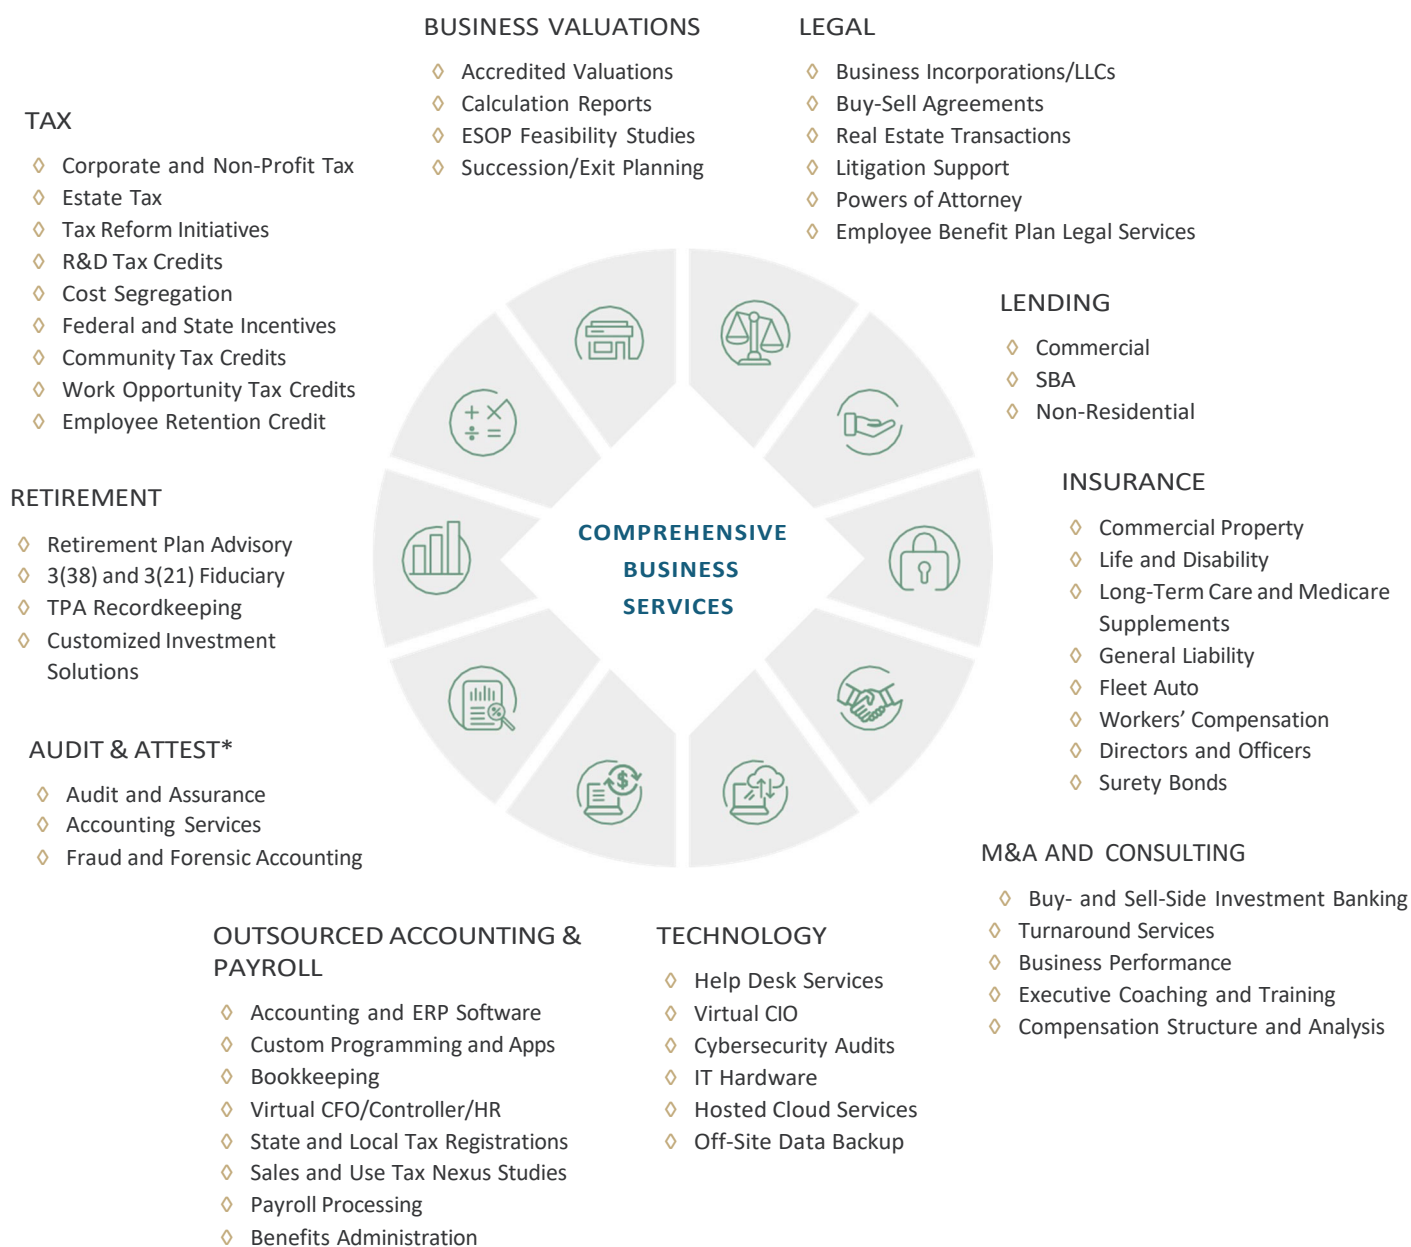 BUSINESS VALUATIONS
◊ Accredited Valuations
◊ Calculation Reports
◊ ESOP Feasibility Studies
◊ Succession/Exit Planning
LEGAL
◊ Business Incorporations/LLCs
◊ Buy-Sell Agreements
◊ Real Estate Transactions
◊ Litigation Support
◊ Powers of Attorney
◊ Employee Benefit Plan Legal Services
TAX
◊ Corporate and Non-Profit Tax
◊ Estate Tax
◊ Tax Reform Initiatives
◊ R&D Tax Credits
◊ Cost Segregation
◊ Federal and State Incentives
◊ Community Tax Credits
◊ Work Opportunity Tax Credits
◊ Employee Retention Credit
LENDING
◊ Commercial
◊ SBA
◊ Non-Residential
RETIREMENT
◊ Retirement Plan Advisory
◊ 3(38) and 3(21) Fiduciary
◊ TPA Recordkeeping
◊ Customized Investment
Solutions
COMPREHENSIVE
BUSINESS
SERVICES
INSURANCE
◊ Commercial Property
◊ Life and Disability
◊ Long-Term Care and Medicare
Supplements
◊ General Liability
◊ Fleet Auto
◊ Workers’ Compensation
◊ Directors and Officers
◊ Surety Bonds
AUDIT & ATTEST*
◊ Audit and Assurance
◊ Accounting Services
◊ Fraud and Forensic Accounting
M&A AND CONSULTING
◊ Buy- and Sell-Side Investment Banking
◊ Turnaround Services
◊ Business Performance
◊ Executive Coaching and Training
◊ Compensation Structure and Analysis
OUTSOURCED ACCOUNTING &
PAYROLL
◊ Accounting and ERP Software
◊ Custom Programming and Apps
◊ Bookkeeping
◊ Virtual CFO/Controller/HR
◊ State and Local Tax Registrations
◊ Sales and Use Tax Nexus Studies
◊ Payroll Processing
◊ Benefits Administration
TECHNOLOGY
◊ Help Desk Services
◊ Virtual CIO
◊ Cybersecurity Audits
◊ IT Hardware
◊ Hosted Cloud Services
◊ Off-Site Data Backup